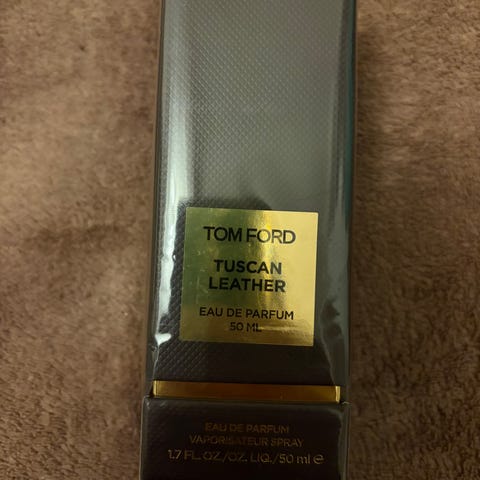 TOM FORD
TUSCAN
LEATHER
EAU DE PARFUM
50 ML
EAU DE PARFUM
VAPORISATEUR SPRAY
1.7 FL. OZ./OZ. LIQ./50 ml ℮